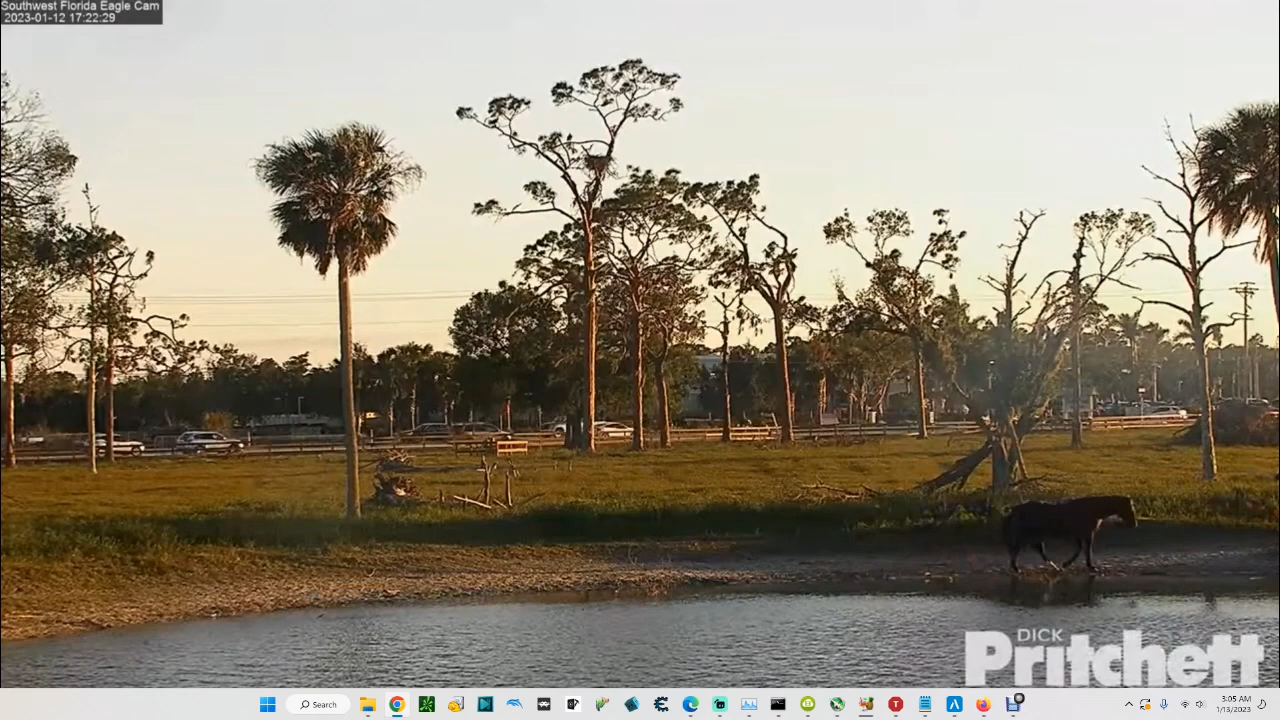 Southwest Florida Eagle Cam
2023-01-12 17:22:29
DICK
Pritchett
Search
3:05 AM
1/13/2023